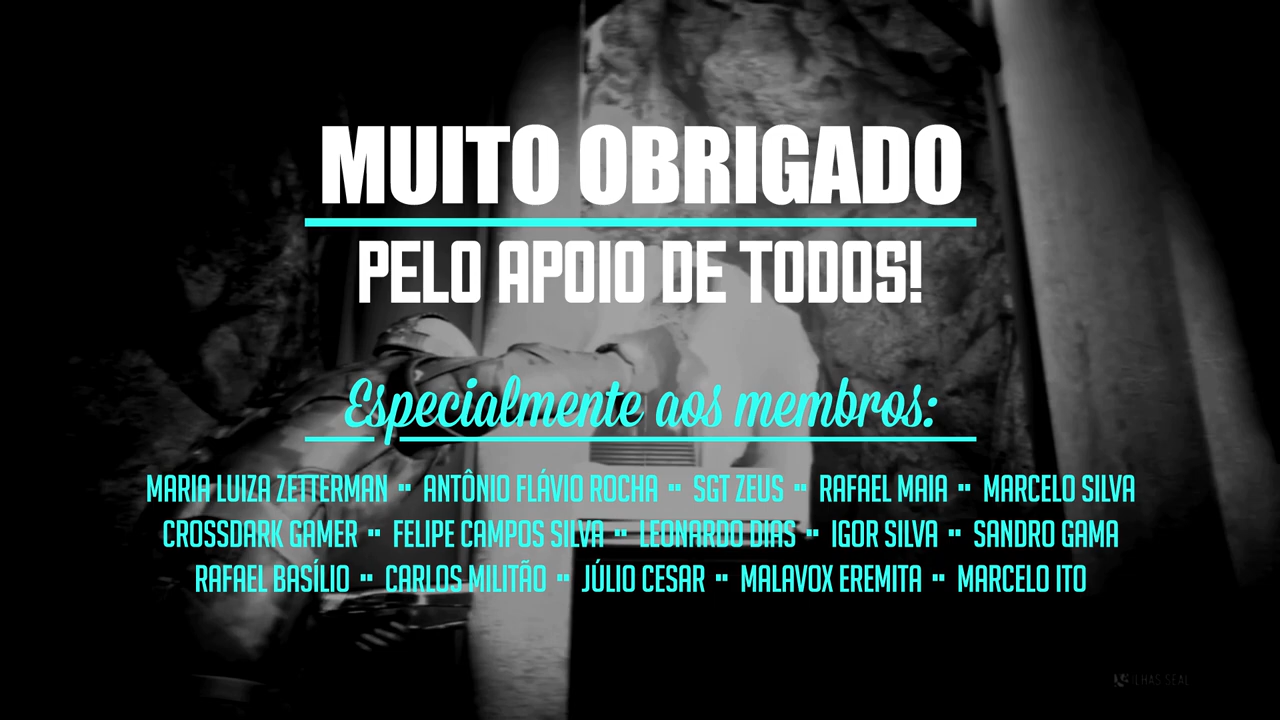 MUITO OBRIGADO
PELO APOIO DE TODOS!
Especialmente aos membros:
MARIA LUIZA ZETTERMAN ▪▪ ANTÔNIO FLÁVIO ROCHA ▪▪ SGT ZEUS ▪▪ RAFAEL MAIA ▪▪ MARCELO SILVA
CROSSDARK GAMER ▪▪ FELIPE CAMPOS SILVA ▪▪ LEONARDO DIAS ▪▪ IGOR SILVA ▪▪ SANDRO GAMA
RAFAEL BASÍLIO ▪▪ CARLOS MILITÃO ▪▪ JÚLIO CESAR ▪▪ MALAVOX EREMITA ▪▪ MARCELO ITO
SEAL